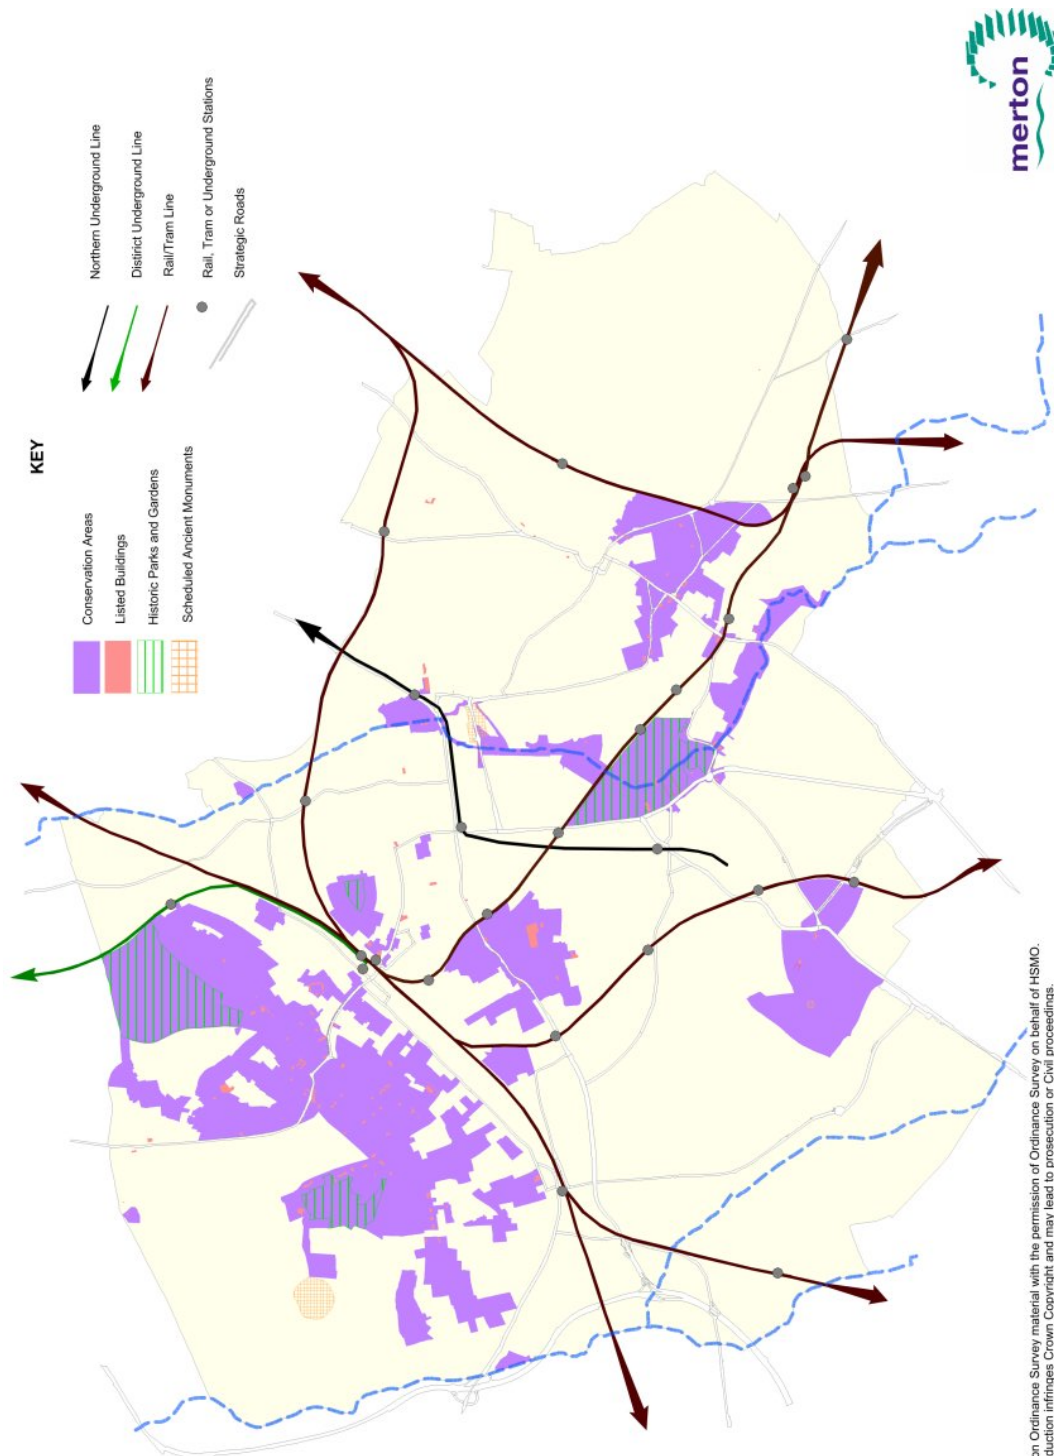 KEY
Conservation Areas
Listed Buildings
Historic Parks and Gardens
Scheduled Ancient Monuments
Northern Underground Line
Distirict Underground Line
Rail/Tram Line
Rail, Tram or Underground Stations
Strategic Roads
merton
on Ordinance Survey material with the permission of Ordinance Survey on behalf of HSMO.
duction infringes Crown Copyright and may lead to prosecution or Civil proceedings.